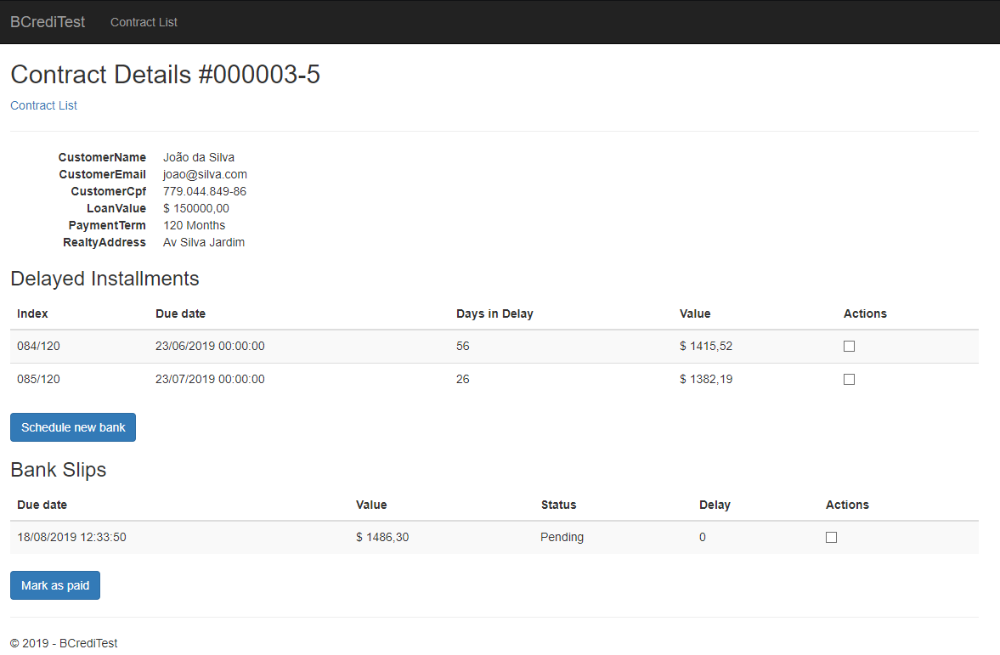 BCrediTest Contract List
Contract Details #000003-5
Contract List
CustomerName João da Silva
CustomerEmail joao@silva.com
CustomerCpf 779.044.849-86
LoanValue $ 150000,00
PaymentTerm 120 Months
RealtyAddress Av Silva Jardim
Delayed Installments
Index Due date Days in Delay Value Actions
084/120 23/06/2019 00:00:00 56 $ 1415,52
085/120 23/07/2019 00:00:00 26 $ 1382,19
Schedule new bank
Bank Slips
Due date Value Status Delay Actions
18/08/2019 12:33:50 $ 1486,30 Pending 0
Mark as paid
© 2019 - BCrediTest